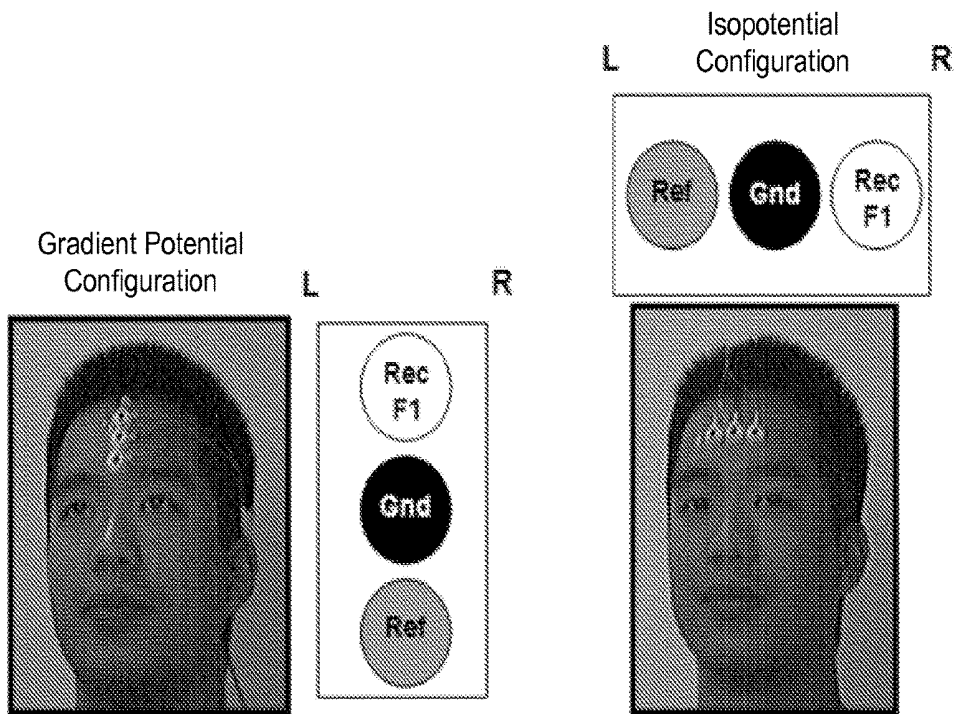 Isopotential
Configuration
L
R
Ref
Gnd
Rec
F1
Gradient Potential
Configuration
L
R
Rec
F1
Gnd
Ref